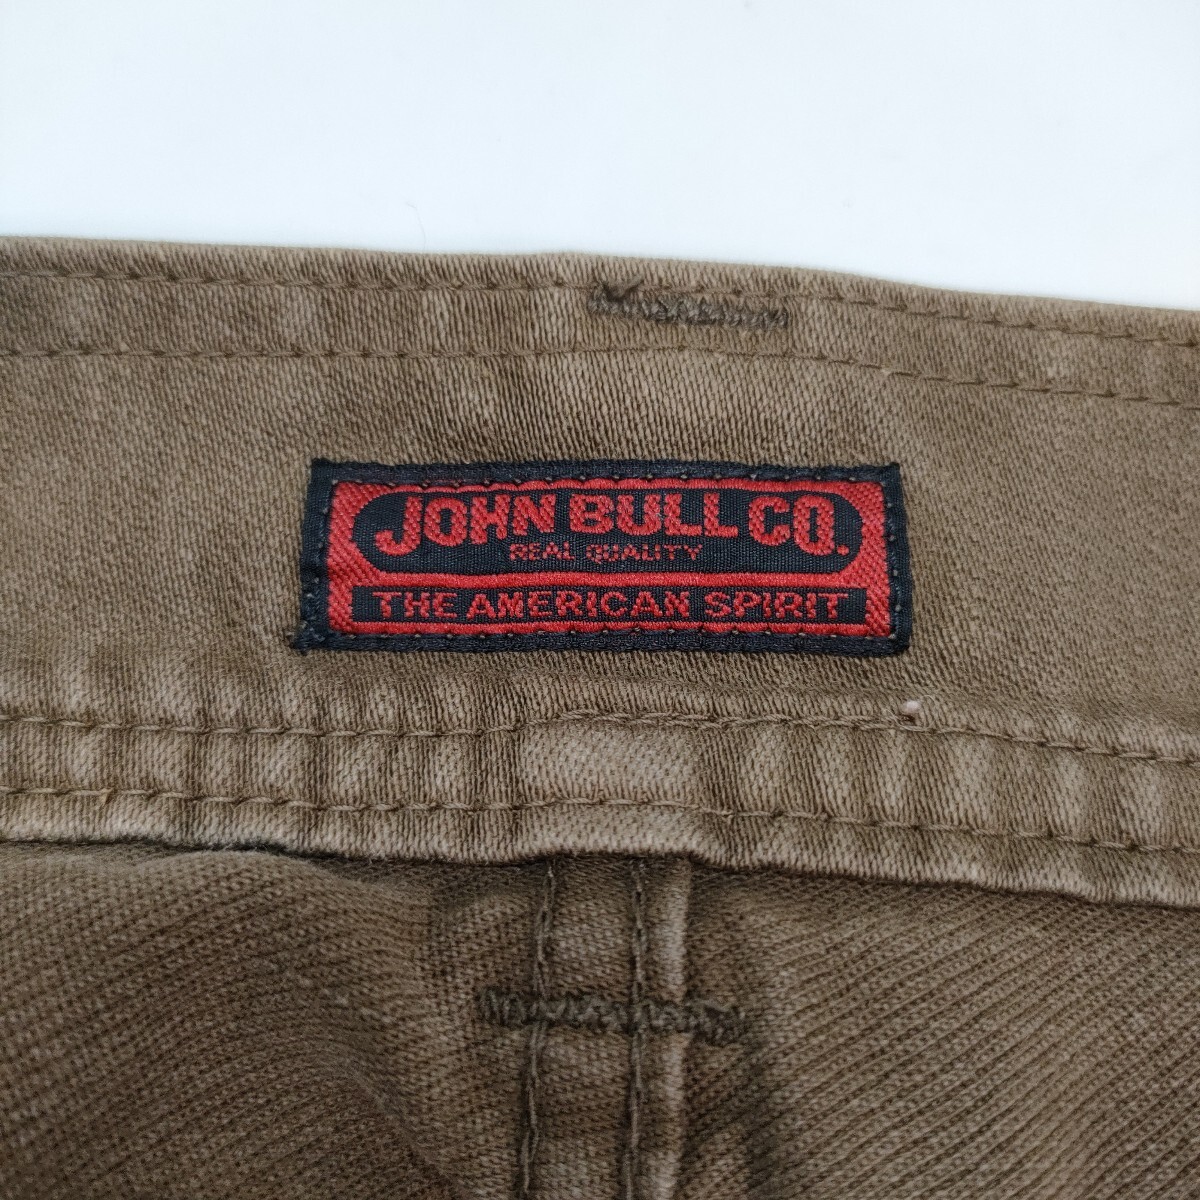 JOHN BULL CO.
REAL QUALITY
THE AMERICAN SPIRIT